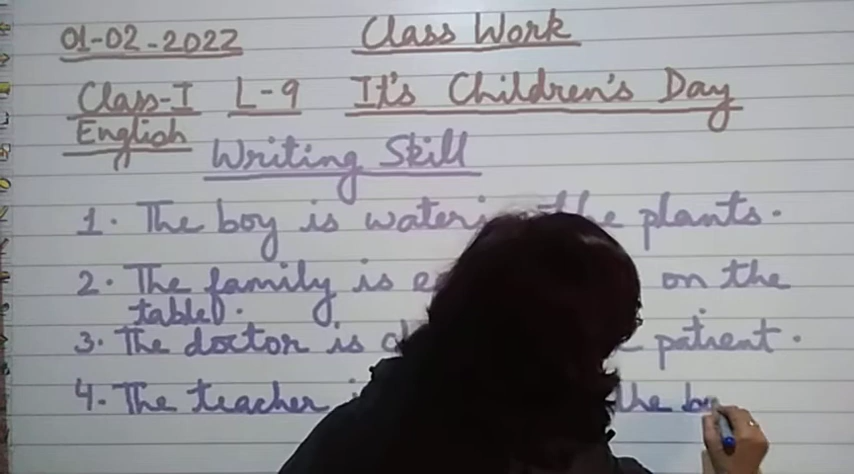 01-02-2022 Class Work
Class-I L-9 It's Children's Day
English
Writing Skill
1. The boy is the plants.
2. The family is on the
table.
3. The doctor is patient.
4. The teacher the